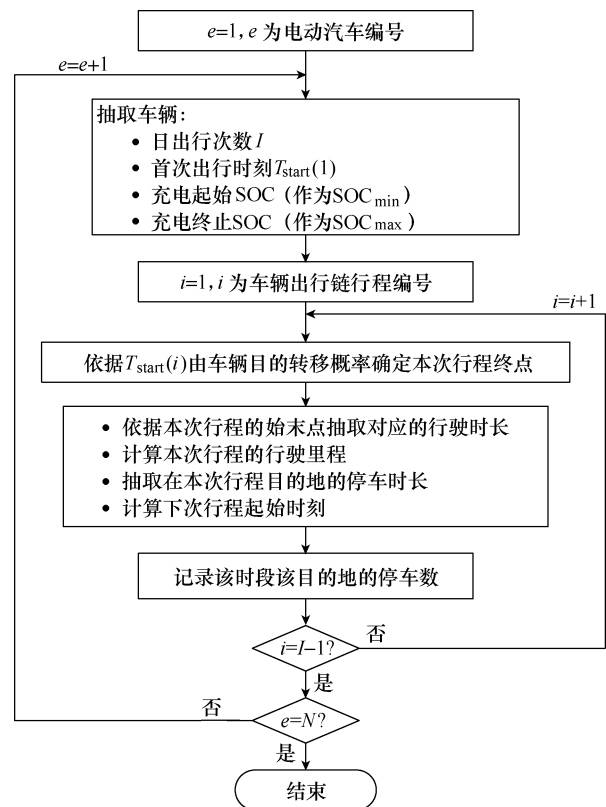 e=1, e 为电动汽车编号
e=e+1
抽取车辆:
• 日出行次数 I
• 首次出行时刻 Tstart(1)
• 充电起始 SOC（作为SOCmin）
• 充电终止SOC（作为SOCmax）
i=1, i 为车辆出行链行程编号
i=i+1
依据Tstart(i)由车辆目的转移概率确定本次行程终点
• 依据本次行程的始末点抽取对应的行驶时长
• 计算本次行程的行驶里程
• 抽取在本次行程目的地的停车时长
• 计算下次行程起始时刻
记录该时段该目的地的停车数
i=I–1?
否
是
否
e=N?
是
结束